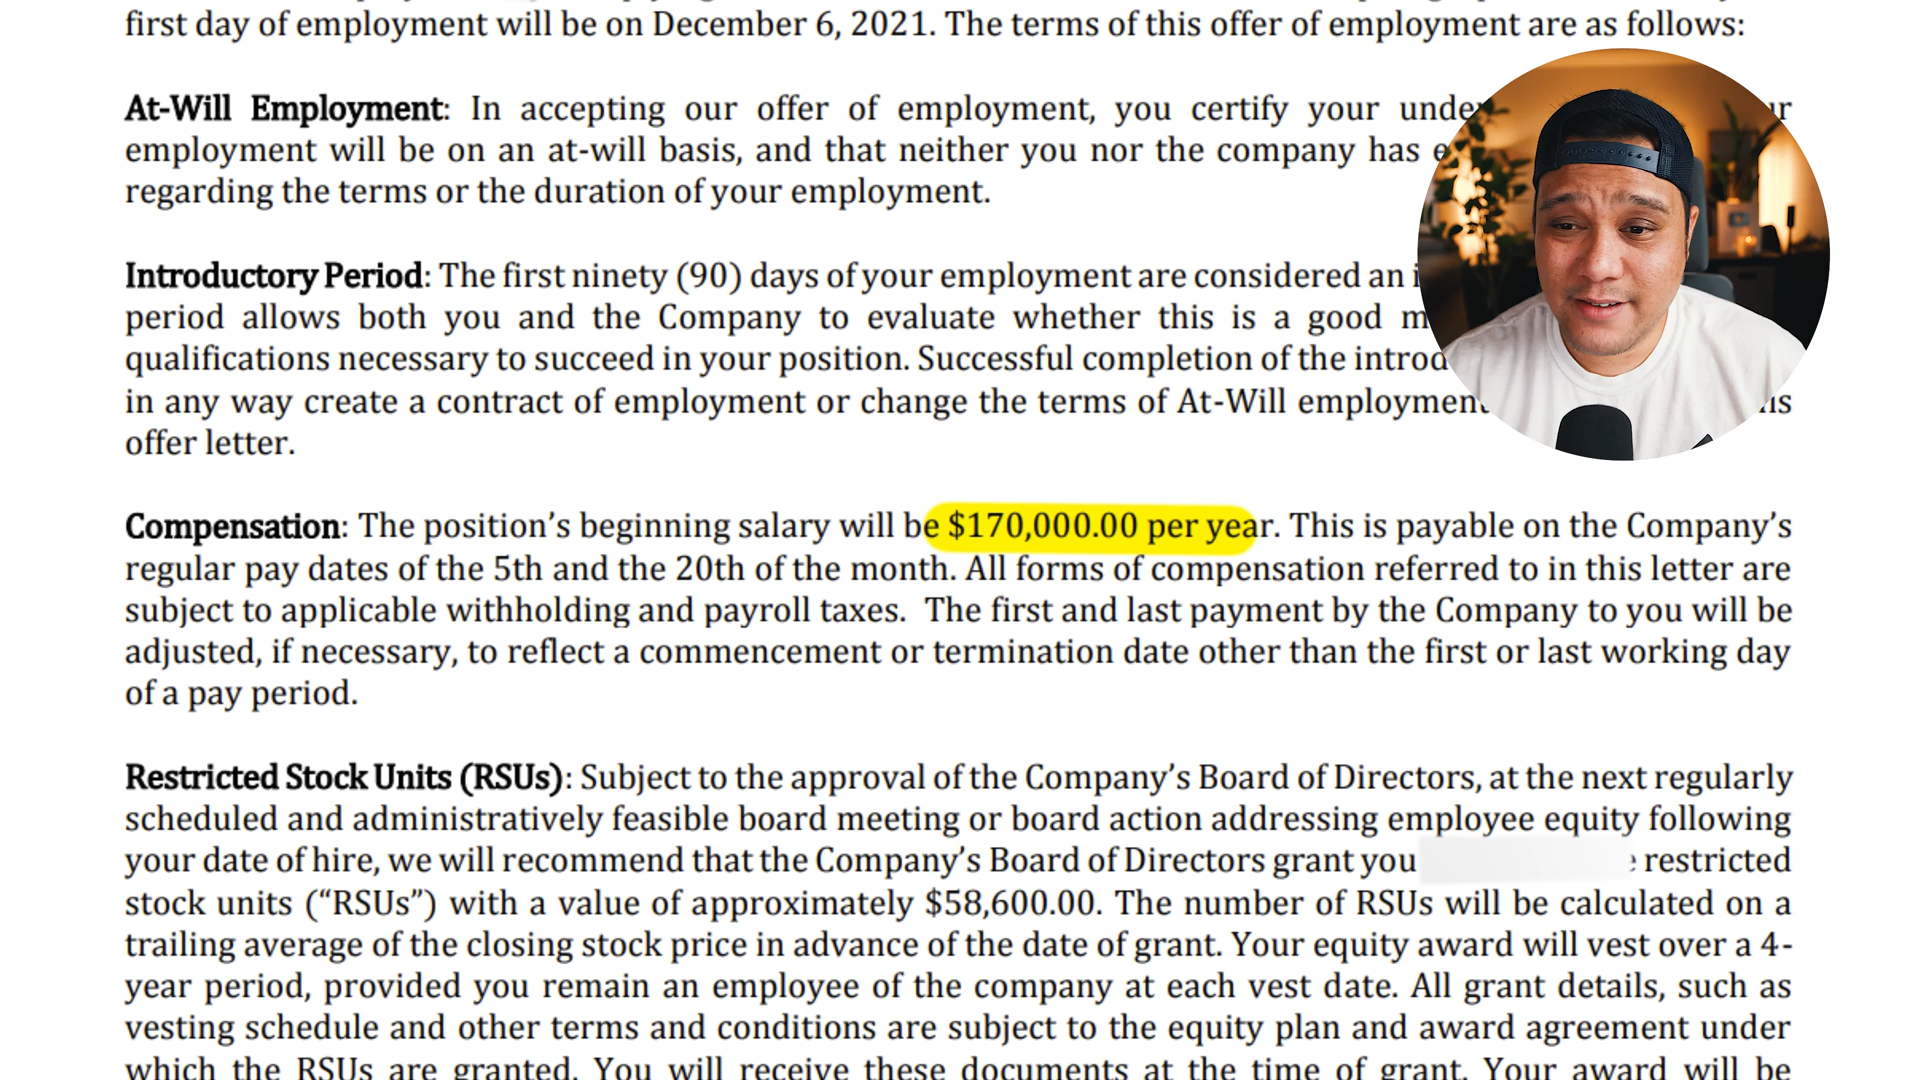 first day of employment will be on December 6, 2021. The terms of this offer of employment are as follows:
At-Will Employment: In accepting our offer of employment, you certify your
employment will be on an at-will basis, and that neither you nor the company has
regarding the terms or the duration of your employment.
Introductory Period: The first ninety (90) days of your employment are considered an
period allows both you and the Company to evaluate whether this is a good
qualifications necessary to succeed in your position. Successful completion of the
in any way create a contract of employment or change the terms of At-Will
offer letter.
Compensation: The position's beginning salary will be $170,000.00 per year. This is payable on the Company's
regular pay dates of the 5th and the 20th of the month. All forms of compensation referred to in this letter are
subject to applicable withholding and payroll taxes. The first and last payment by the Company to you will be
adjusted, if necessary, to reflect a commencement or termination date other than the first or last working day
of a pay period.
Restricted Stock Units (RSUs): Subject to the approval of the Company's Board of Directors, at the next regularly
scheduled and administratively feasible board meeting or board action addressing employee equity following
your date of hire, we will recommend that the Company's Board of Directors grant you restricted
stock units ("RSUs") with a value of approximately $58,600.00. The number of RSUs will be calculated on a
trailing average of the closing stock price in advance of the date of grant. Your equity award will vest over a 4-
year period, provided you remain an employee of the company at each vest date. All grant details, such as
vesting schedule and other terms and conditions are subject to the equity plan and award agreement under
which the RSUs are granted. You will receive these documents at the time of grant. Your award will be